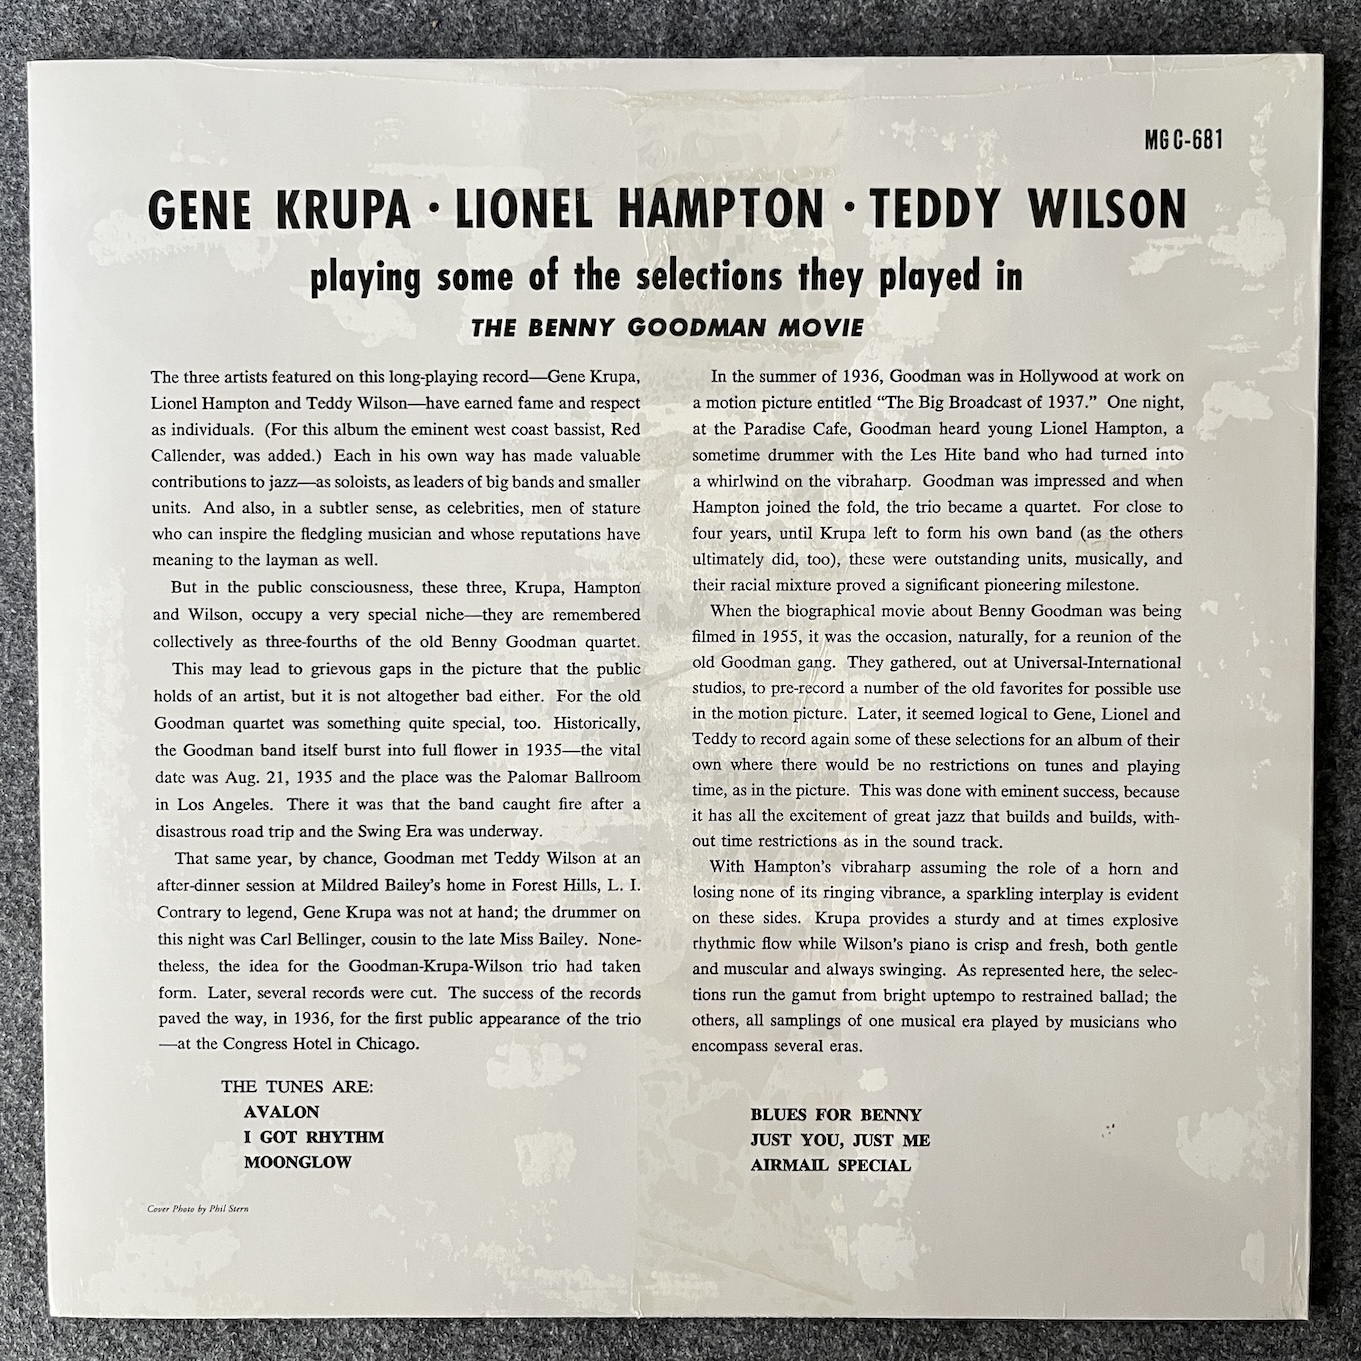 MG C-681
GENE KRUPA · LIONEL HAMPTON · TEDDY WILSON
playing some of the selections they played in
THE BENNY GOODMAN MOVIE
The three artists featured on this long-playing record—Gene Krupa,
Lionel Hampton and Teddy Wilson—have earned fame and respect
as individuals. (For this album the eminent west coast bassist, Red
Callender, was added.) Each in his own way has made valuable
contributions to jazz—as soloists, as leaders of big bands and smaller
units. And also, in a subtler sense, as celebrities, men of stature
who can inspire the fledgling musician and whose reputations have
meaning to the layman as well.
But in the public consciousness, these three, Krupa, Hampton
and Wilson, occupy a very special niche—they are remembered
collectively as three-fourths of the old Benny Goodman quartet.
This may lead to grievous gaps in the picture that the public
holds of an artist, but it is not altogether bad either. For the old
Goodman quartet was something quite special, too. Historically,
the Goodman band itself burst into full flower in 1935—the vital
date was Aug. 21, 1935 and the place was the Palomar Ballroom
in Los Angeles. There it was that the band caught fire after a
disastrous road trip and the Swing Era was underway.
That same year, by chance, Goodman met Teddy Wilson at an
after-dinner session at Mildred Bailey's home in Forest Hills, L. I.
Contrary to legend, Gene Krupa was not at hand; the drummer on
this night was Carl Bellinger, cousin to the late Miss Bailey. None-
theless, the idea for the Goodman-Krupa-Wilson trio had taken
form. Later, several records were cut. The success of the records
paved the way, in 1936, for the first public appearance of the trio
—at the Congress Hotel in Chicago.
In the summer of 1936, Goodman was in Hollywood at work on
a motion picture entitled "The Big Broadcast of 1937." One night,
at the Paradise Cafe, Goodman heard young Lionel Hampton, a
sometime drummer with the Les Hite band who had turned into
a whirlwind on the vibraharp. Goodman was impressed and when
Hampton joined the fold, the trio became a quartet. For close to
four years, until Krupa left to form his own band (as the others
ultimately did, too), these were outstanding units, musically, and
their racial mixture proved a significant pioneering milestone.
When the biographical movie about Benny Goodman was being
filmed in 1955, it was the occasion, naturally, for a reunion of the
old Goodman gang. They gathered, out at Universal-International
studios, to pre-record a number of the old favorites for possible use
in the motion picture. Later, it seemed logical to Gene, Lionel and
Teddy to record again some of these selections for an album of their
own where there would be no restrictions on tunes and playing
time, as in the picture. This was done with eminent success, because
it has all the excitement of great jazz that builds and builds, with-
out time restrictions as in the sound track.
With Hampton's vibraharp assuming the role of a horn and
losing none of its ringing vibrance, a sparkling interplay is evident
on these sides. Krupa provides a sturdy and at times explosive
rhythmic flow while Wilson's piano is crisp and fresh, both gentle
and muscular and always swinging. As represented here, the selec-
tions run the gamut from bright uptempo to restrained ballad; the
others, all samplings of one musical era played by musicians who
encompass several eras.
THE TUNES ARE:
AVALON
I GOT RHYTHM
MOONGLOW
BLUES FOR BENNY
JUST YOU, JUST ME
AIRMAIL SPECIAL
Cover Photo by Phil Stern